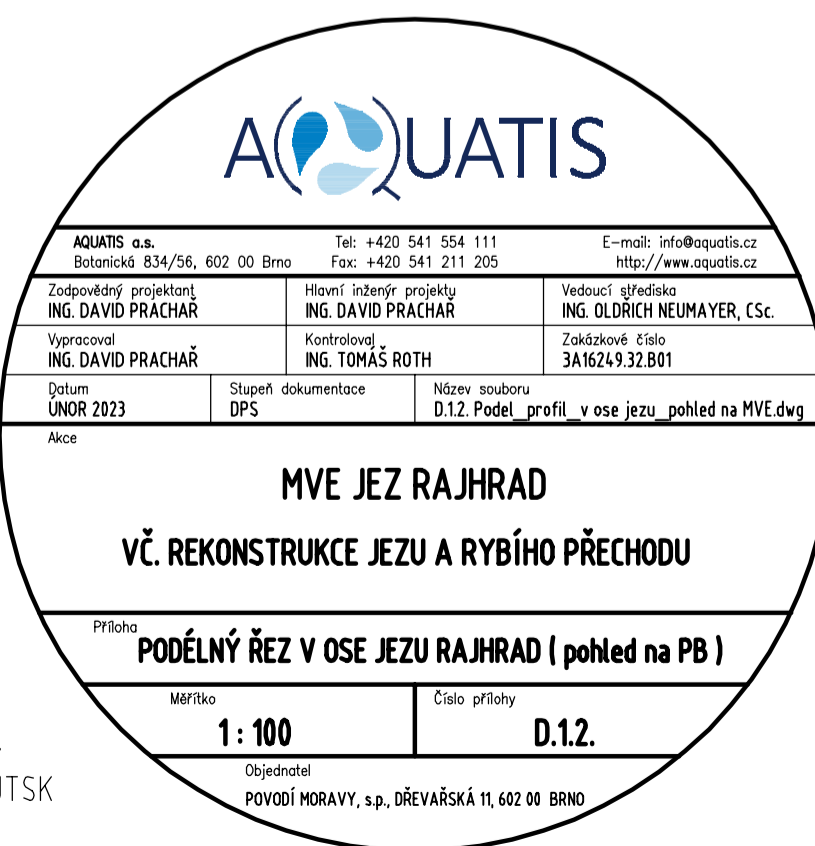 AQUATIS
AQUATIS a.s. Tel: +420 541 554 111 E-mail: info@aquatis.cz
Botanická 834/56, 602 00 Brno Fax: +420 541 211 205 http://www.aquatis.cz
Zodpovědný projektant Hlavní inženýr projektu Vedoucí střediska
ING. DAVID PRACHAŘ ING. DAVID PRACHAŘ ING. OLDŘICH NEUMAYER, CSc.
Vypracoval Kontroloval Zakázkové číslo
ING. DAVID PRACHAŘ ING. TOMÁŠ ROTH 3A16249.32.B01
Datum Stupeň dokumentace Název souboru
ÚNOR 2023 DPS D.1.2. Podel_profil_v ose jezu_pohled na MVE.dwg
Akce
MVE JEZ RAJHRAD
VČ. REKONSTRUKCE JEZU A RYBÍHO PŘECHODU
Příloha
PODÉLNÝ ŘEZ V OSE JEZU RAJHRAD ( pohled na PB )
Měřítko Číslo přílohy
1 : 100 D.1.2.
Objednatel
POVODÍ MORAVY, s.p., DŘEVAŘSKÁ 11, 602 00 BRNO